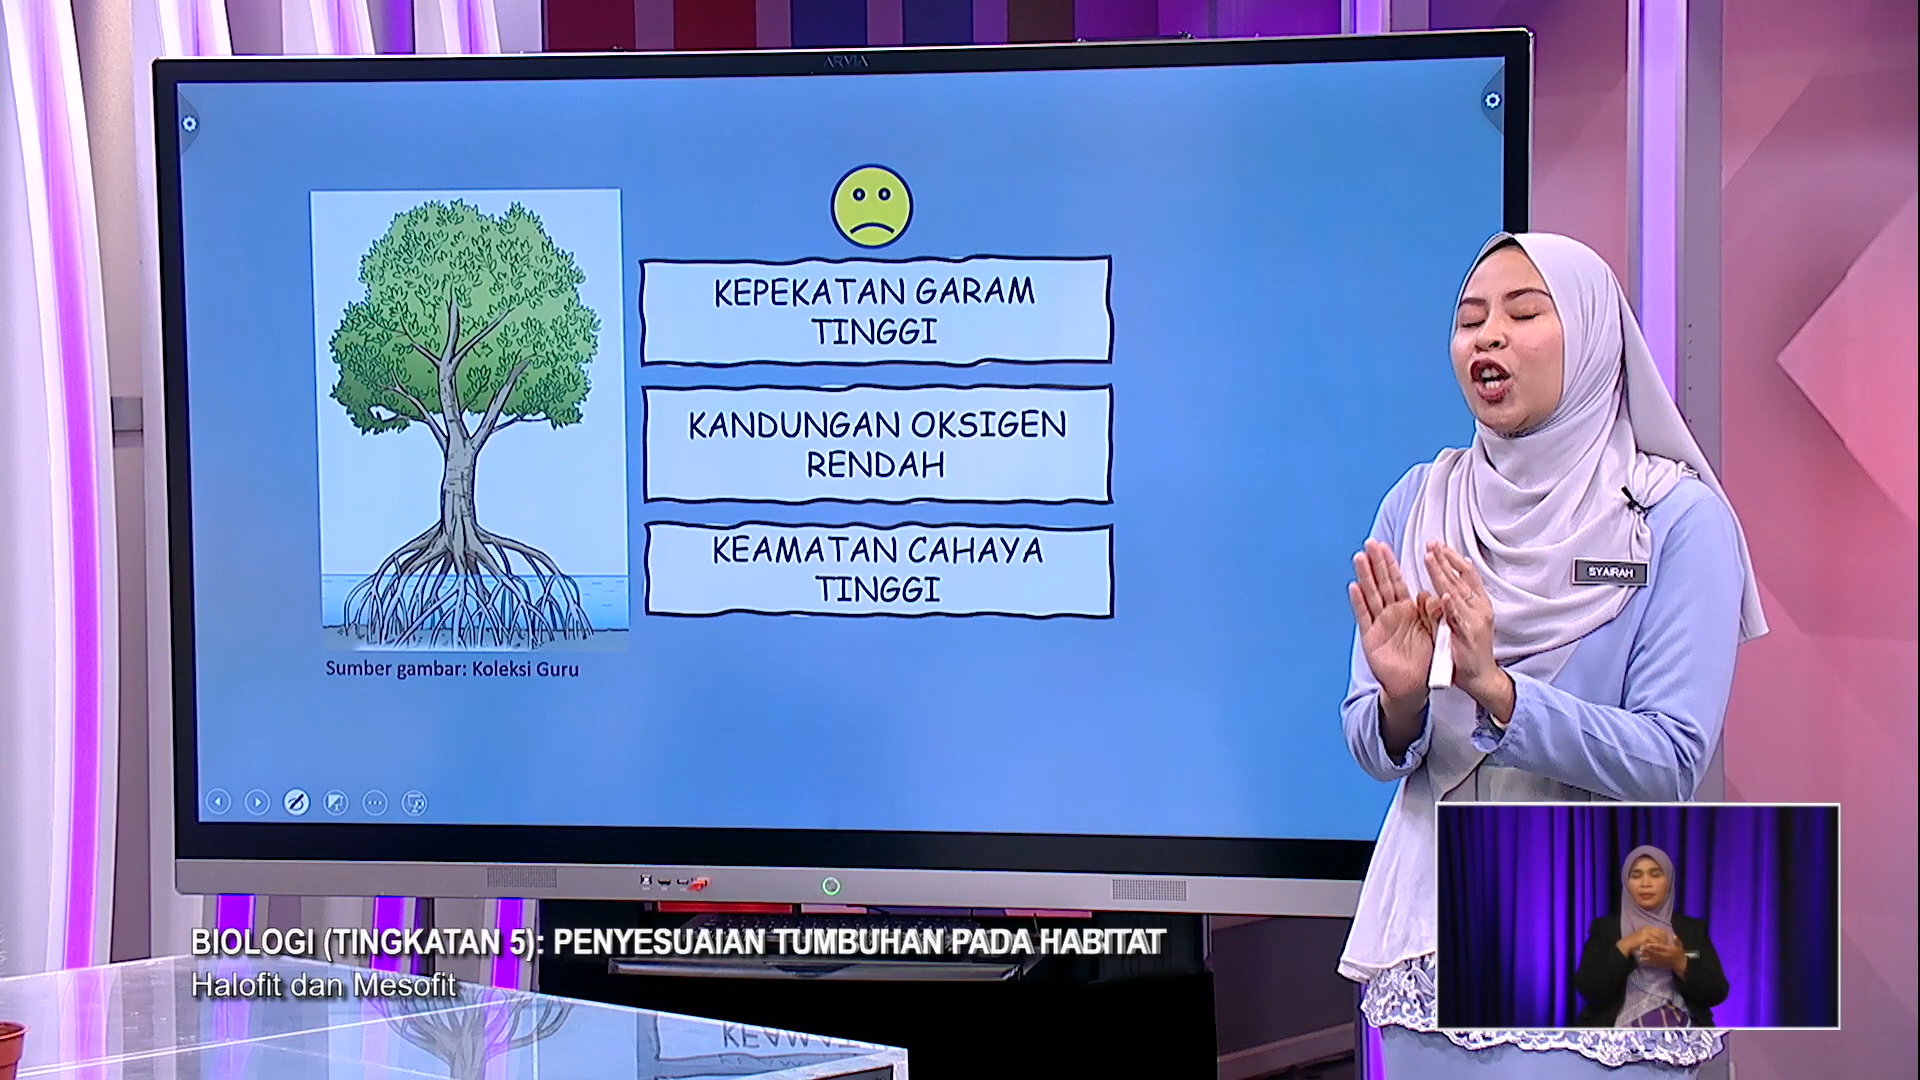 ARVIA
KEPEKATAN GARAM
TINGGI
KANDUNGAN OKSIGEN
RENDAH
KEAMATAN CAHAYA
TINGGI
Sumber gambar: Koleksi Guru
SYAIRAH
BIOLOGI (TINGKATAN 5): PENYESUAIAN TUMBUHAN PADA HABITAT
Halofit dan Mesofit